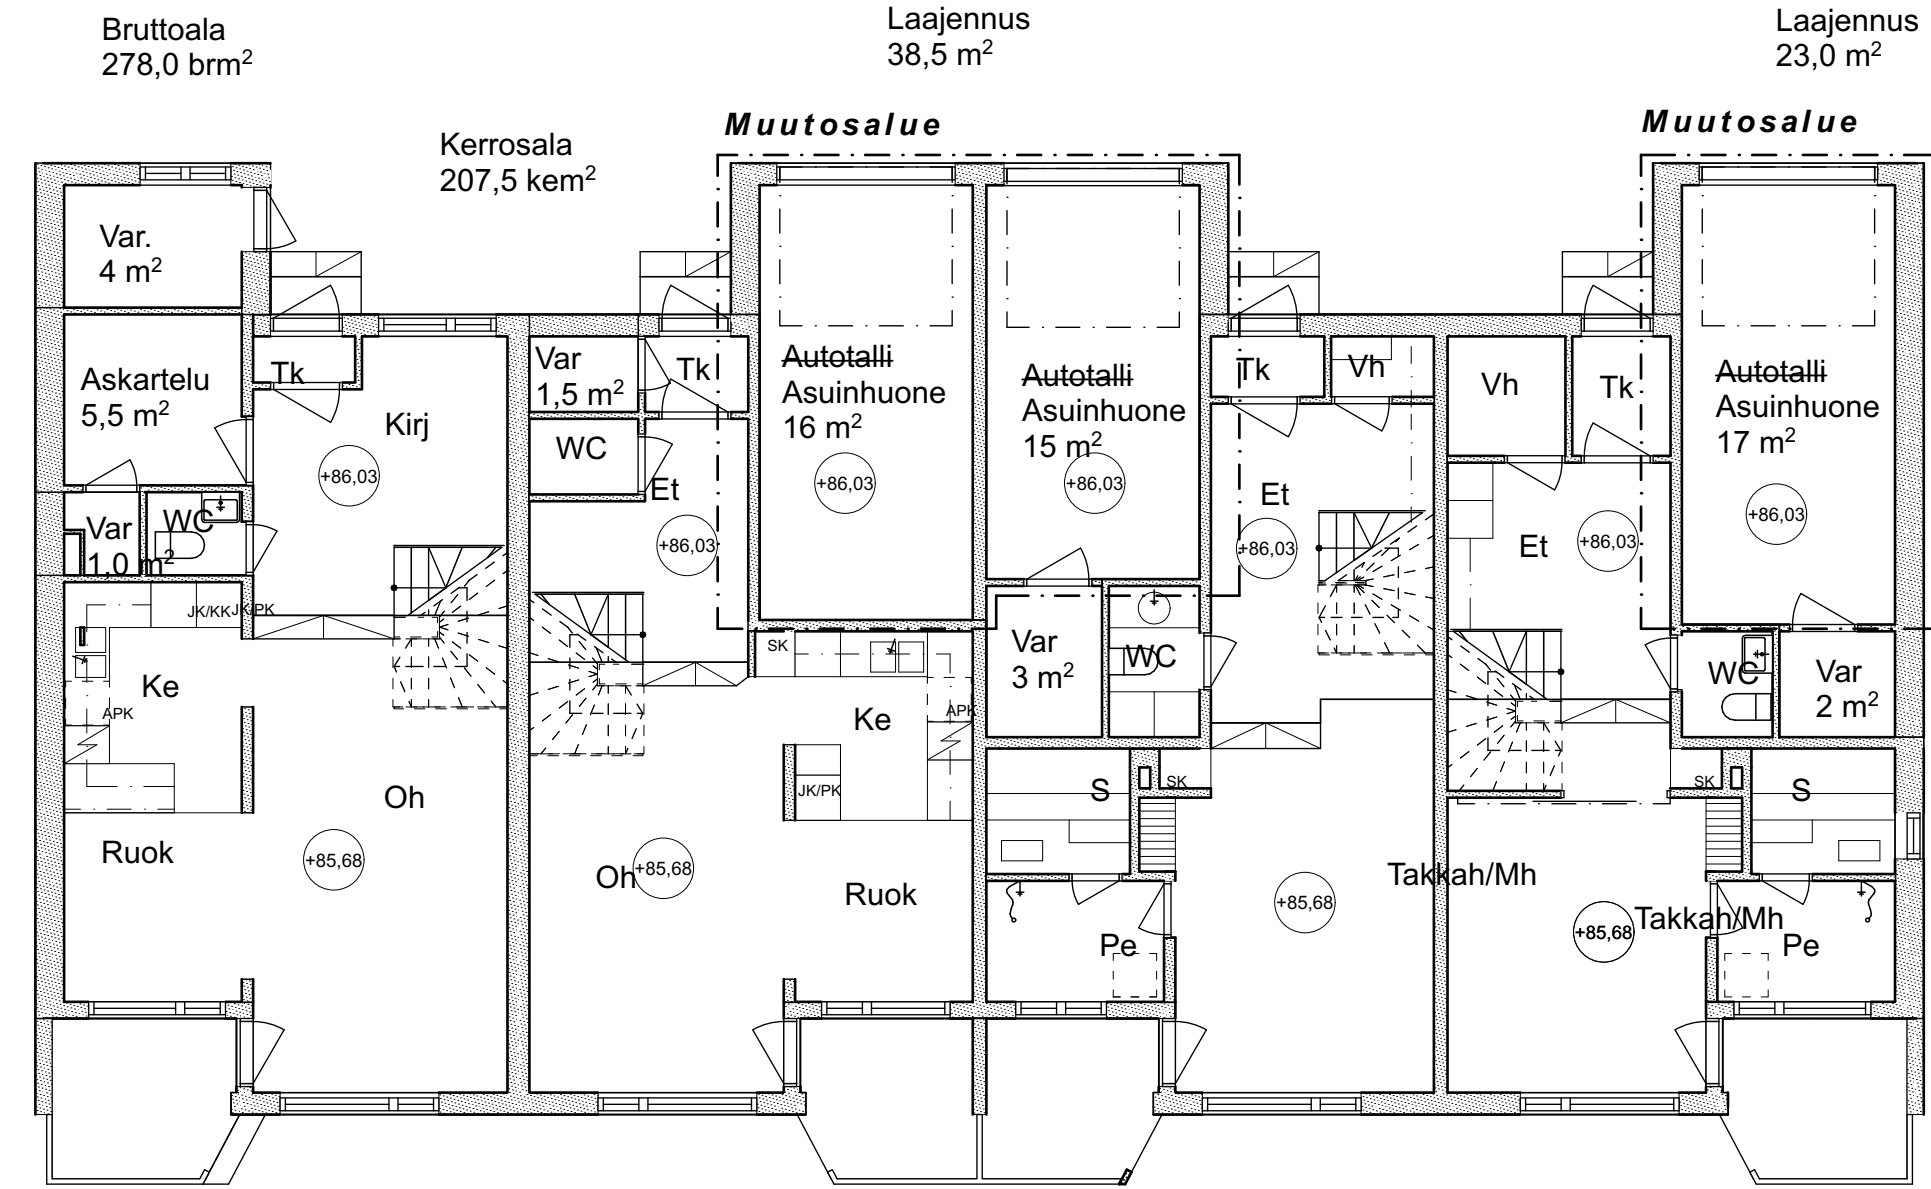 Bruttoala
278,0 brm²
Laajennus
38,5 m²
Laajennus
23,0 m²
Kerrosala
207,5 kem²
Muutosalue
Muutosalue
Var.
4 m²
Askartelu
5,5 m²
Tk
Kirj
+86,03
Var
1,0 m²
WC
JK/KK
JK/PK
Ke
APK
Oh
Ruok
+85,68
Var
1,5 m²
Tk
WC
Et
+86,03
Autotalli
Asuinhuone
16 m²
+86,03
SK
Ke
APK
JK/PK
Oh
+85,68
Ruok
Autotalli
Asuinhuone
15 m²
+86,03
Var
3 m²
WC
Tk
Vh
Et
+86,03
S
SK
Pe
+85,68
Takkah/Mh
Vh
Tk
Et
+86,03
Autotalli
Asuinhuone
17 m²
+86,03
WC
Var
2 m²
SK
S
Takkah/Mh
+85,68
Pe